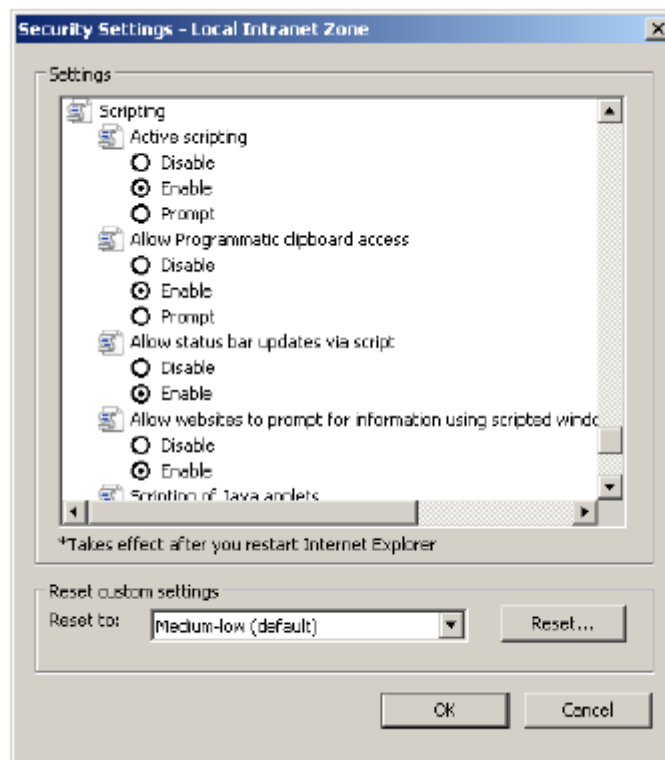 Security Settings - Local Intranet Zone
Settings
Scripting
Active scripting
Disable
Enable
Prompt
Allow Programmatic clipboard access
Disable
Enable
Prompt
Allow status bar updates via script
Disable
Enable
Allow websites to prompt for information using scripted windo
Disable
Enable
Scripting of Java applets
*Takes effect after you restart Internet Explorer
Reset custom settings
Reset to: Medium-low (default) Reset...
OK Cancel